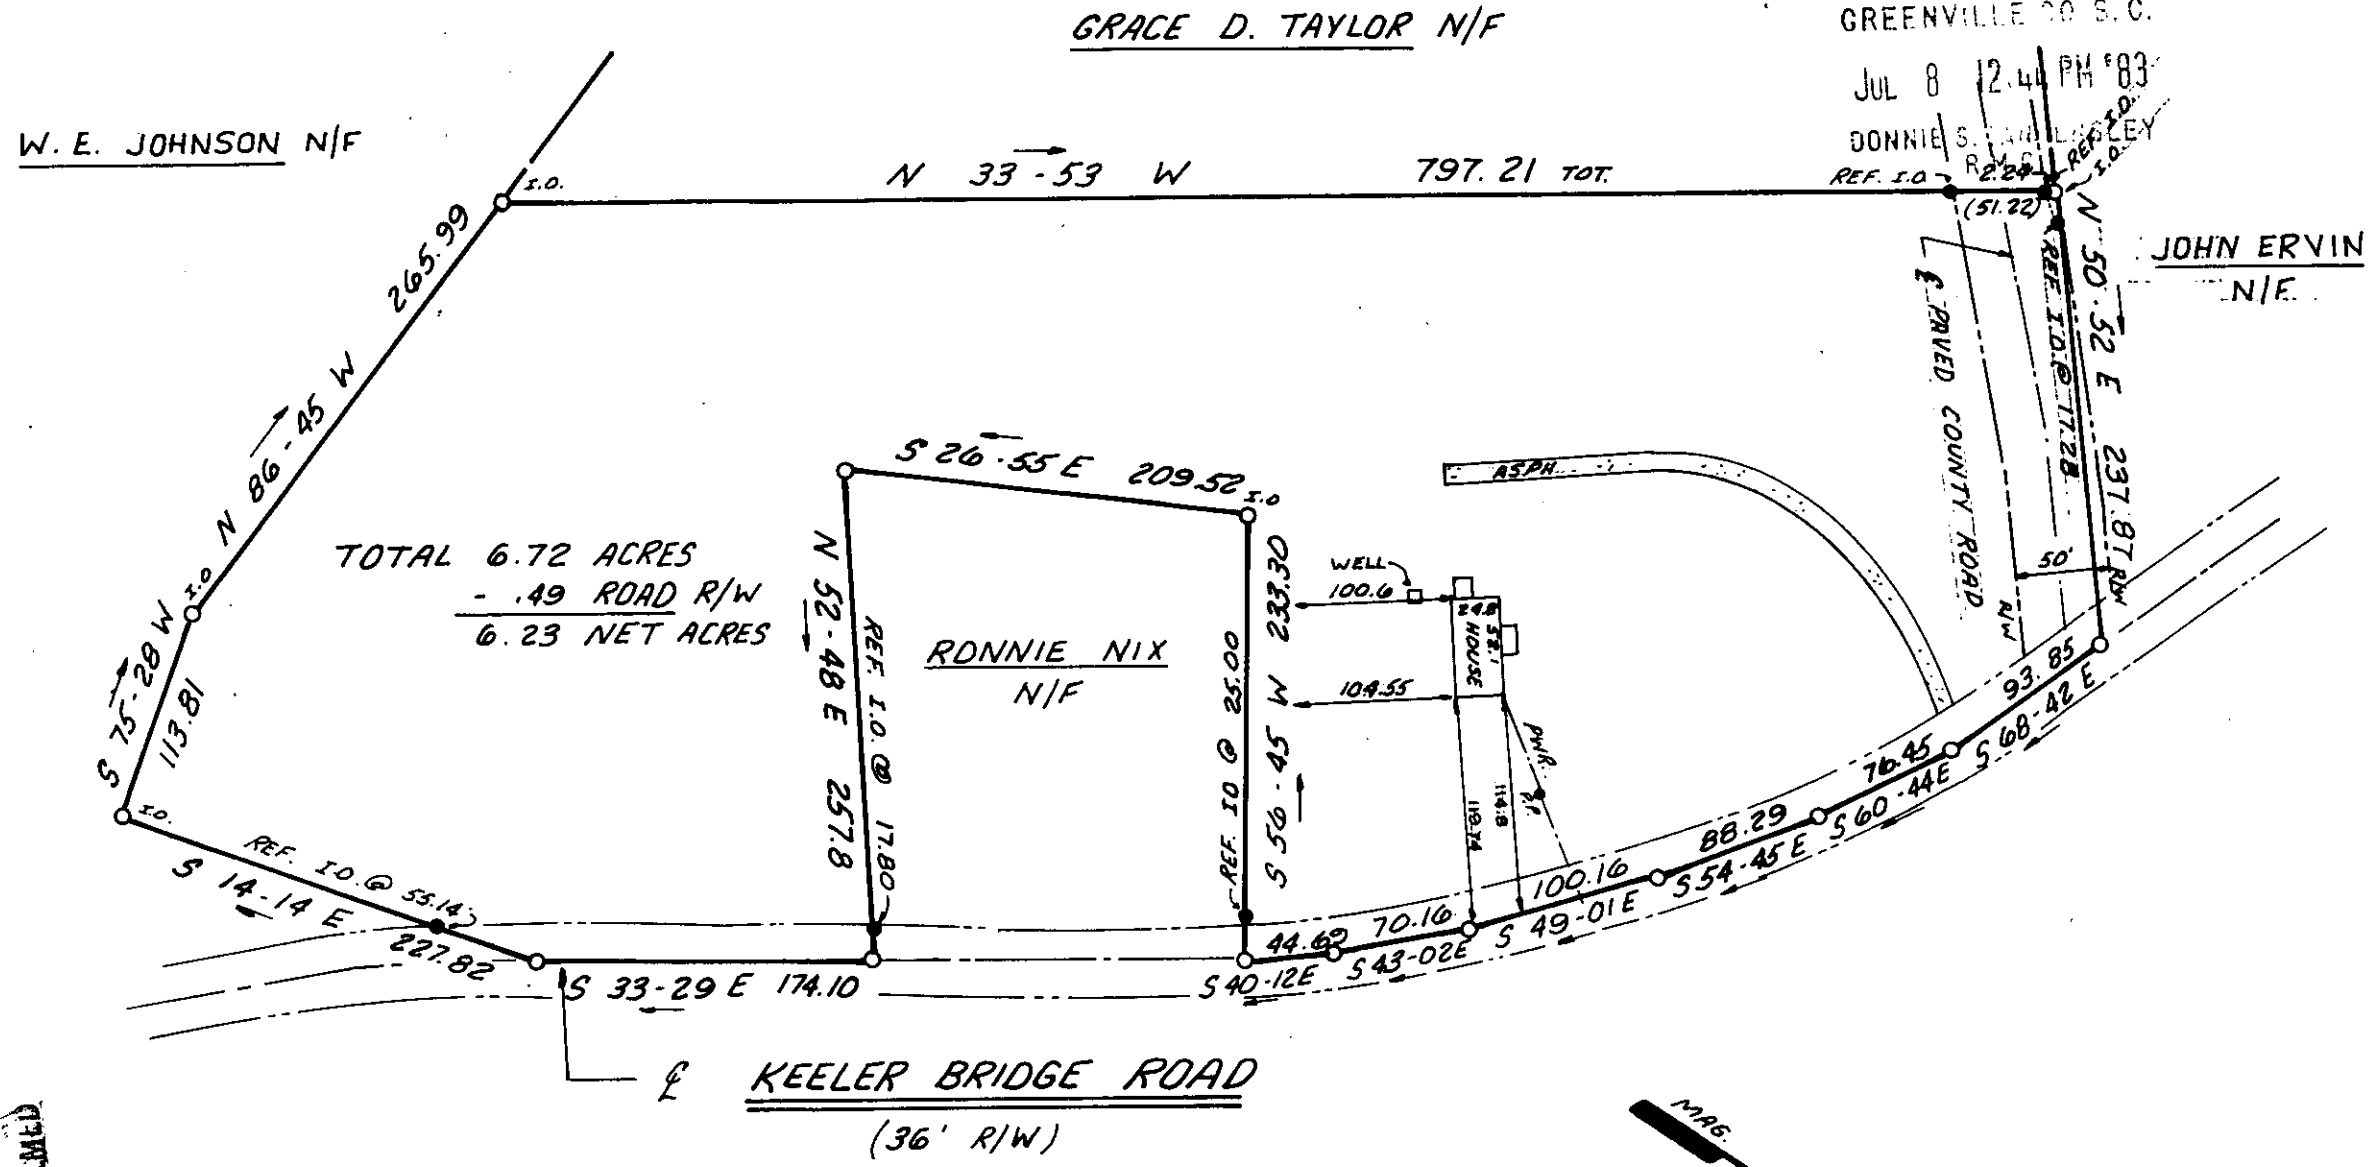 GRACE D. TAYLOR N/F
GREENVILLE CO S.C.
JUL 8 12.44 PM '83
DONNIE S.
R.M.C.
W. E. JOHNSON N/F
I.O.
N 33-53 W 797.21 TOT.
REF. I.O
2.24
REF. I.O.
I.O.
(51.22)
N 50.52 E 237.87
JOHN ERVIN
N/F
265.99
N 86-45 W
℄ PAVED COUNTY ROAD
REF I.O. @ 17.28
S 26.55 E 209.52
I.O
ASPH.
TOTAL 6.72 ACRES
- .49 ROAD R/W
6.23 NET ACRES
N 52-48 E 257.8
REF. I.O. @ 17.80
RONNIE NIX
N/F
REF. IO @ 25.00
S 56-45 W 233.30
WELL
100.6
24.8
52.1
HOUSE
104.55
PWR.
P.P.
119.74
114.8
50'
R/W
R/W
I.O
S 75-28 W
113.81
I.O.
REF. I.O. @ 55.14
S 14-14 E
227.82
S 33-29 E 174.10
44.69
S 40-12E
70.16
S 43-02E
100.16
S 49-01 E
88.29
S 54-45 E
76.45
S 60-44E
93.85
S 68-42 E
℄ KEELER BRIDGE ROAD
(36' R/W)
MAG.